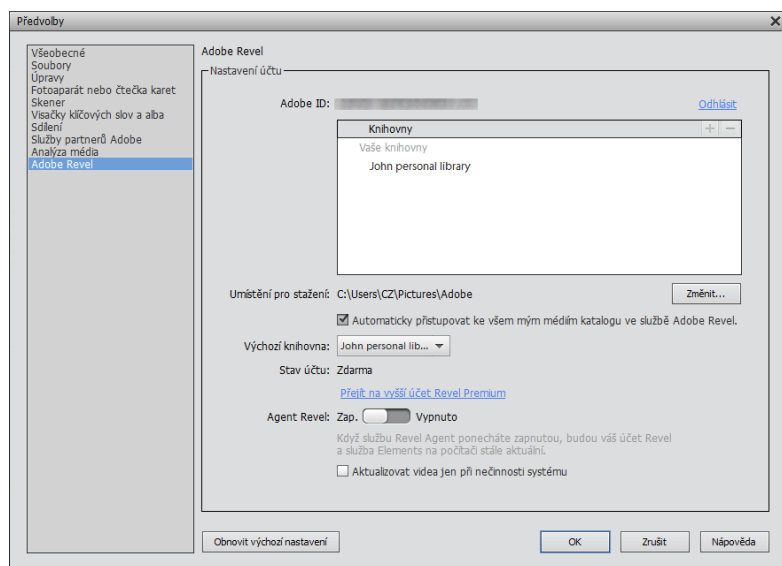 Předvolby
Všeobecné
Soubory
Úpravy
Fotoaparát nebo čtečka karet
Skener
Visačky klíčových slov a alba
Sdílení
Služby partnerů Adobe
Analýza média
Adobe Revel
Adobe Revel
Nastavení účtu
Adobe ID:
Odhlásit
Knihovny
Vaše knihovny
John personal library
Umístění pro stažení: C:\Users\CZ\Pictures\Adobe Změnit...
Automaticky přistupovat ke všem mým médiím katalogu ve službě Adobe Revel.
Výchozí knihovna: John personal lib...
Stav účtu: Zdarma
Přejít na vyšší účet Revel Premium
Agent Revel: Zap. Vypnuto
Když službu Revel Agent ponecháte zapnutou, budou váš účet Revel
a služba Elements na počítači stále aktuální.
Aktualizovat videa jen při nečinnosti systému
Obnovit výchozí nastavení OK Zrušit Nápověda